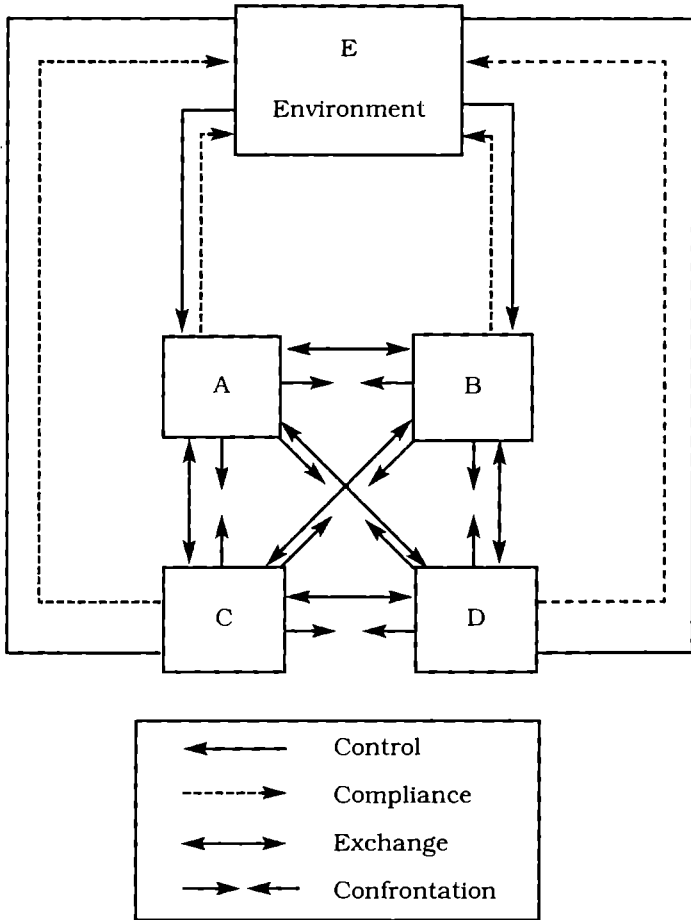 E
Environment
A
B
C
D
Control
Compliance
Exchange
Confrontation